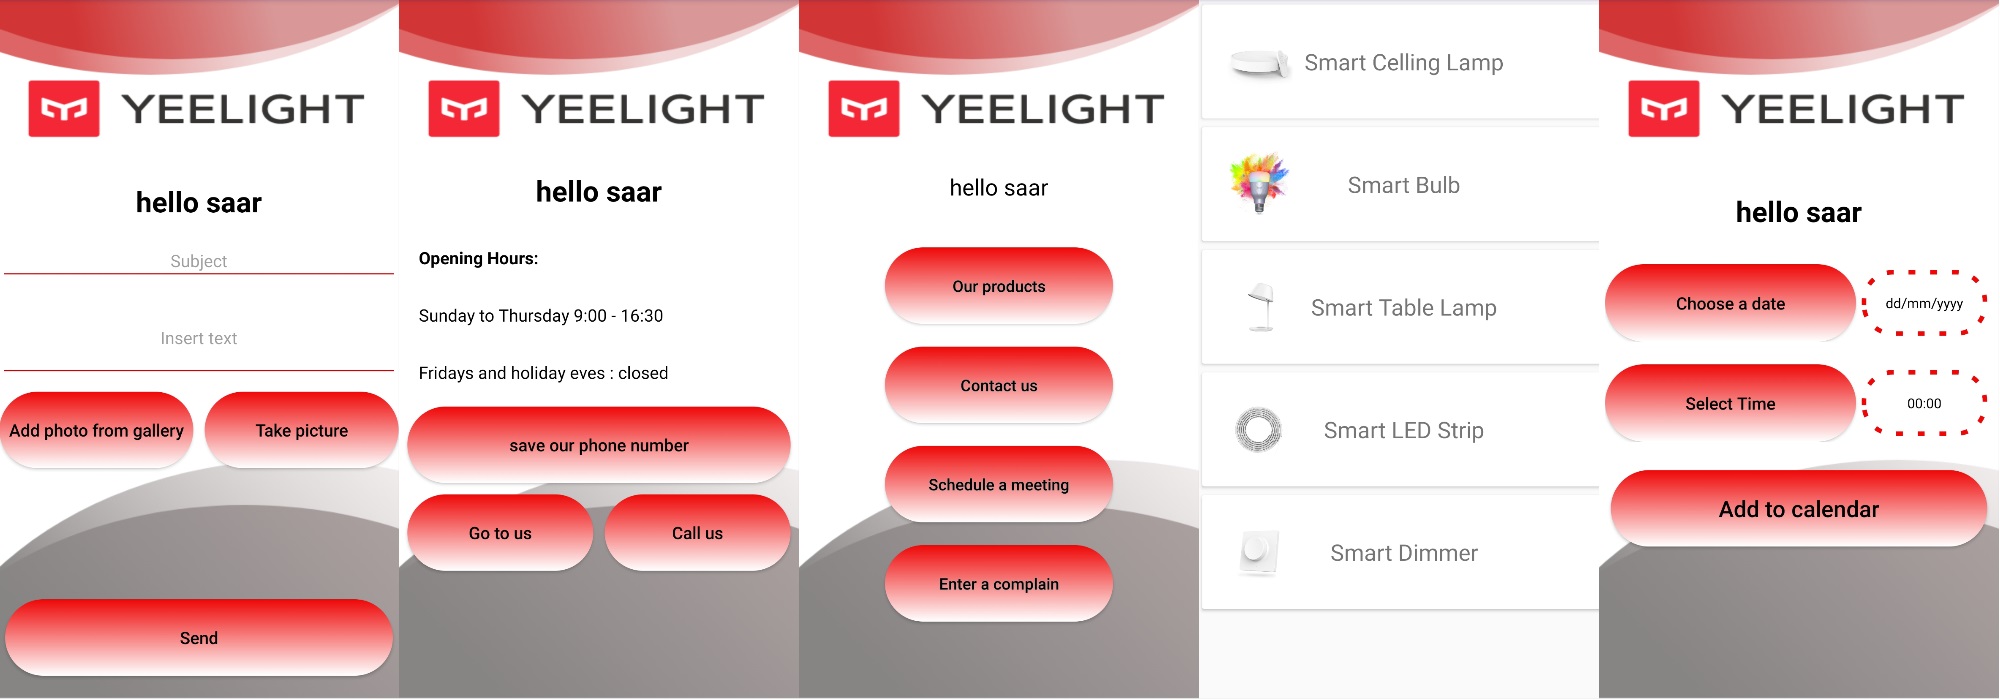 YEELIGHT
hello saar
Subject
Insert text
Add photo from gallery
Take picture
Send
YEELIGHT
hello saar
Opening Hours:
Sunday to Thursday 9:00 - 16:30
Fridays and holiday eves : closed
save our phone number
Go to us
Call us
YEELIGHT
hello saar
Our products
Contact us
Schedule a meeting
Enter a complain
Smart Celling Lamp
Smart Bulb
Smart Table Lamp
Smart LED Strip
Smart Dimmer
YEELIGHT
hello saar
Choose a date
dd/mm/yyyy
Select Time
00:00
Add to calendar